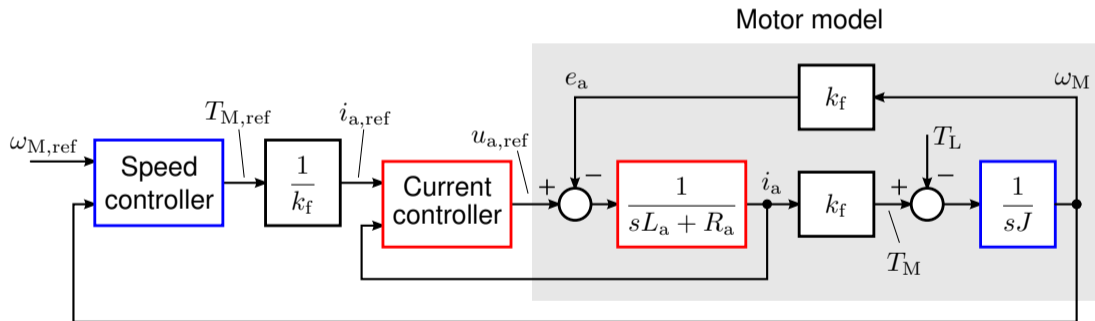 Motor model
e_a
k_f
ω_M
T_M,ref
i_a,ref
u_a,ref
T_L
ω_M,ref
Speed
controller
1
k_f
Current
controller
+
−
1
sL_a + R_a
i_a
k_f
+
−
1
sJ
T_M